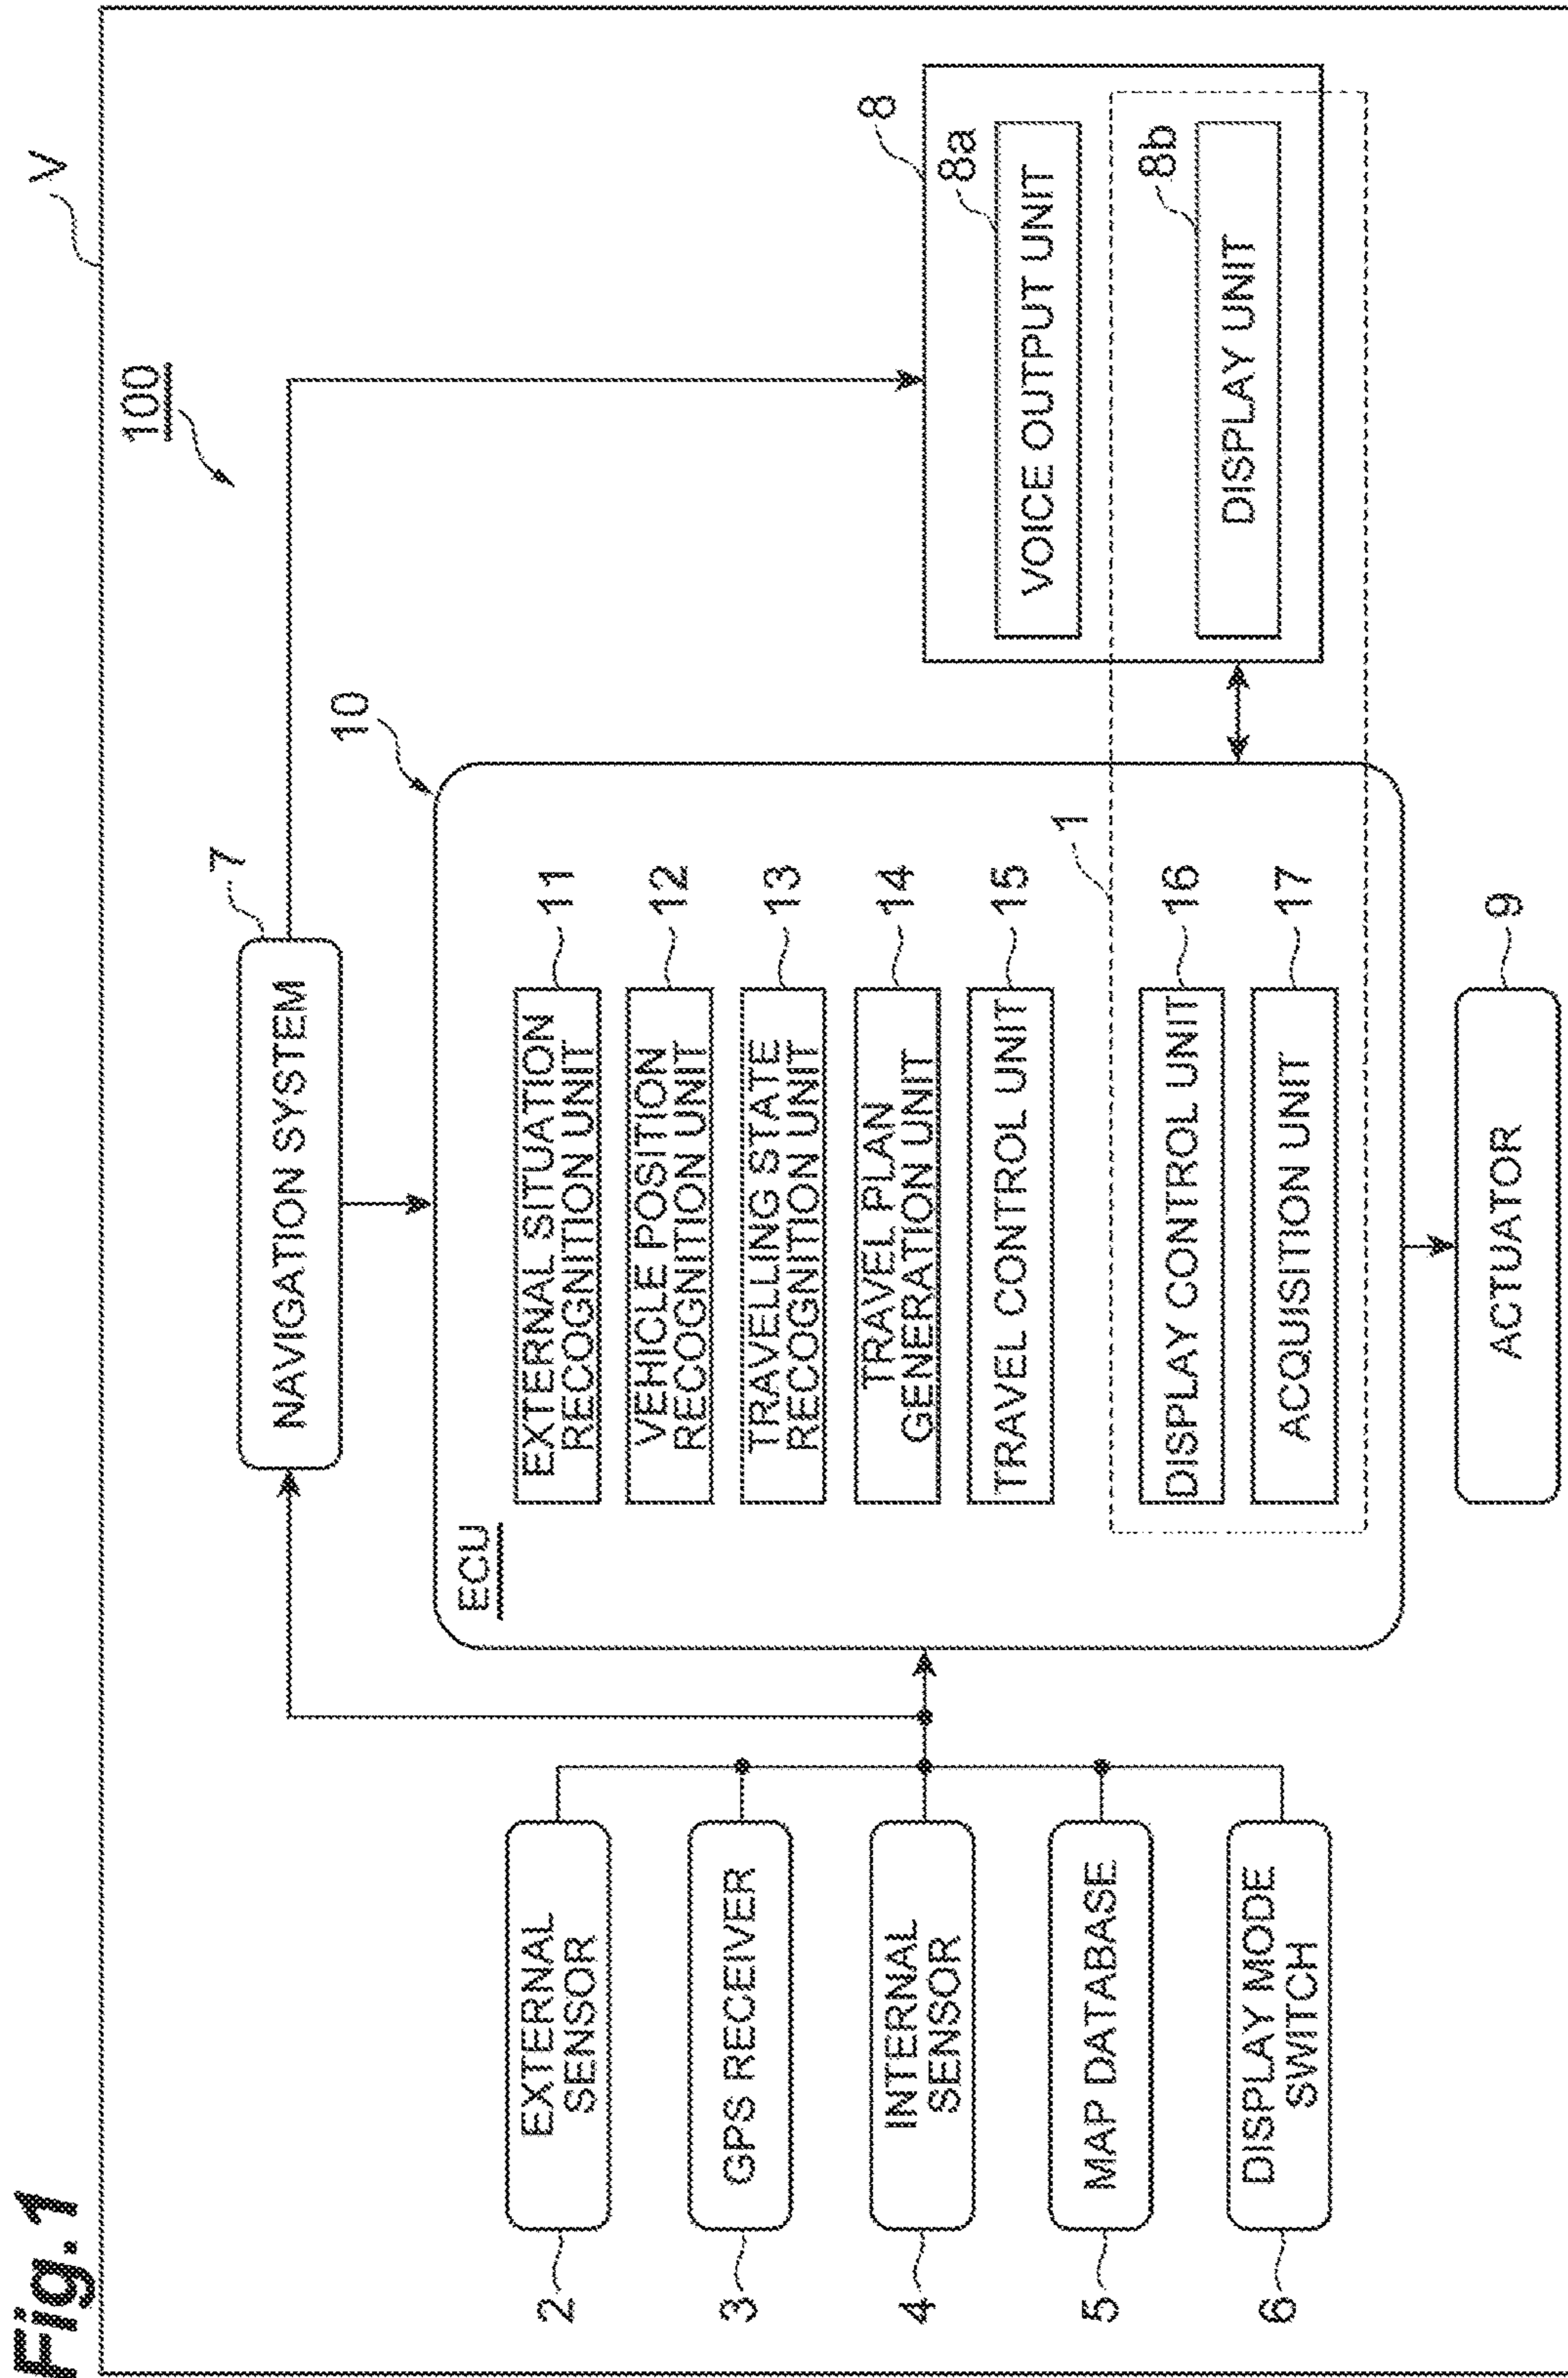 Fig.1
V
100
NAVIGATION SYSTEM
7
10
ECU
EXTERNAL SITUATION
RECOGNITION UNIT
11
VEHICLE POSITION
RECOGNITION UNIT
12
TRAVELLING STATE
RECOGNITION UNIT
13
TRAVEL PLAN
GENERATION UNIT
14
TRAVEL CONTROL UNIT
15
1
DISPLAY CONTROL UNIT
16
ACQUISITION UNIT
17
2
EXTERNAL
SENSOR
3
GPS RECEIVER
4
INTERNAL
SENSOR
5
MAP DATABASE
6
DISPLAY MODE
SWITCH
8
8a
VOICE OUTPUT UNIT
8b
DISPLAY UNIT
ACTUATOR
9